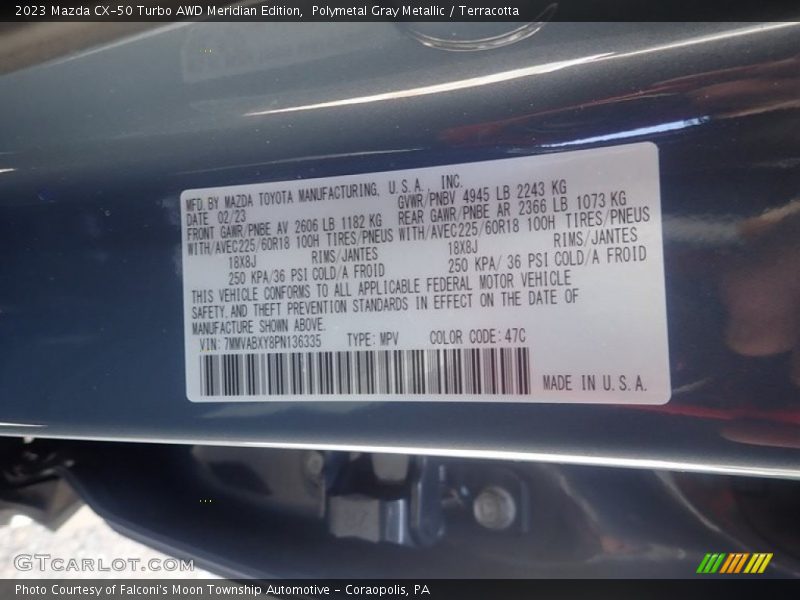 2023 Mazda CX-50 Turbo AWD Meridian Edition,  Polymetal Gray Metallic / Terracotta
MFD. BY MAZDA TOYOTA MANUFACTURING, U.S.A., INC.
DATE 02/23 GVWR/PNBV 4945 LB 2243 KG
FRONT GAWR/PNBE AV 2606 LB 1182 KG REAR GAWR/PNBE AR 2366 LB 1073 KG
WITH/AVEC225/60R18 100H TIRES/PNEUS WITH/AVEC225/60R18 100H TIRES/PNEUS
18X8J RIMS/JANTES 18X8J RIMS/JANTES
250 KPA/36 PSI COLD/A FROID 250 KPA/ 36 PSI COLD/A FROID
THIS VEHICLE CONFORMS TO ALL APPLICABLE FEDERAL MOTOR VEHICLE
SAFETY, AND THEFT PREVENTION STANDARDS IN EFFECT ON THE DATE OF
MANUFACTURE SHOWN ABOVE.
VIN: 7MMVABXY8PN136335 TYPE: MPV COLOR CODE: 47C
MADE IN U.S.A.
GTcarlot.com
Photo Courtesy of Falconi's Moon Township Automotive - Coraopolis, PA